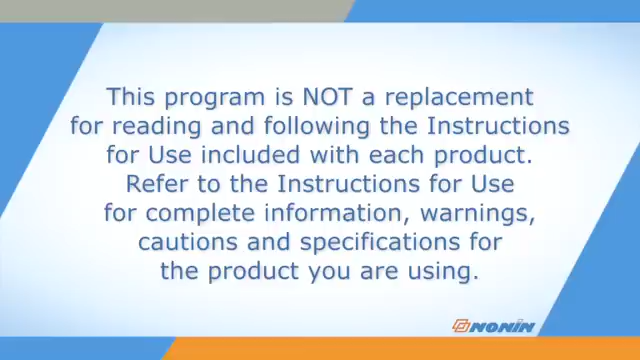 This program is NOT a replacement
for reading and following the Instructions
for Use included with each product.
Refer to the Instructions for Use
for complete information, warnings,
cautions and specifications for
the product you are using.
NONIN